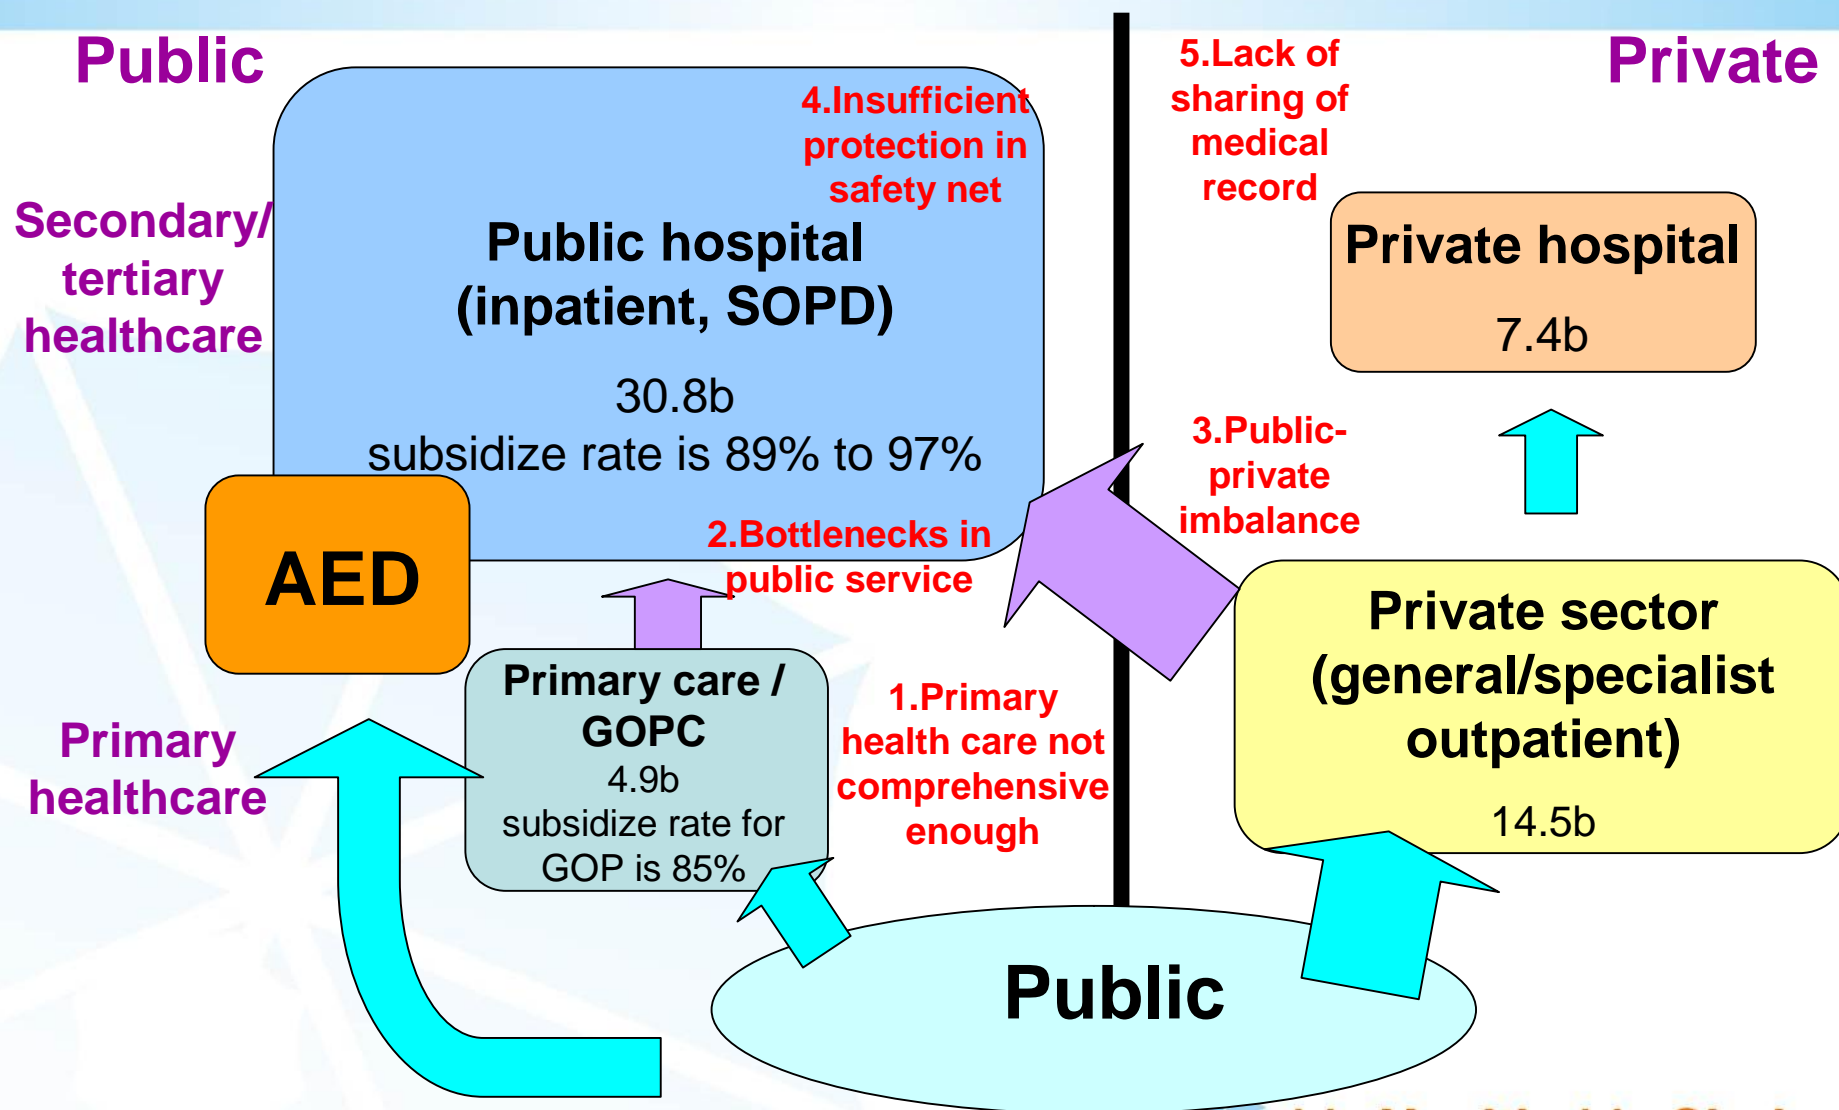 Public
Private
4.Insufficient
protection in
safety net
5.Lack of
sharing of
medical
record
Secondary/
tertiary
healthcare
Public hospital
(inpatient, SOPD)
30.8b
subsidize rate is 89% to 97%
Private hospital
7.4b
3.Public-
private
imbalance
AED
2.Bottlenecks in
public service
Primary care /
GOPC
4.9b
subsidize rate for
GOP is 85%
1.Primary
health care not
comprehensive
enough
Private sector
(general/specialist
outpatient)
14.5b
Primary
healthcare
Public